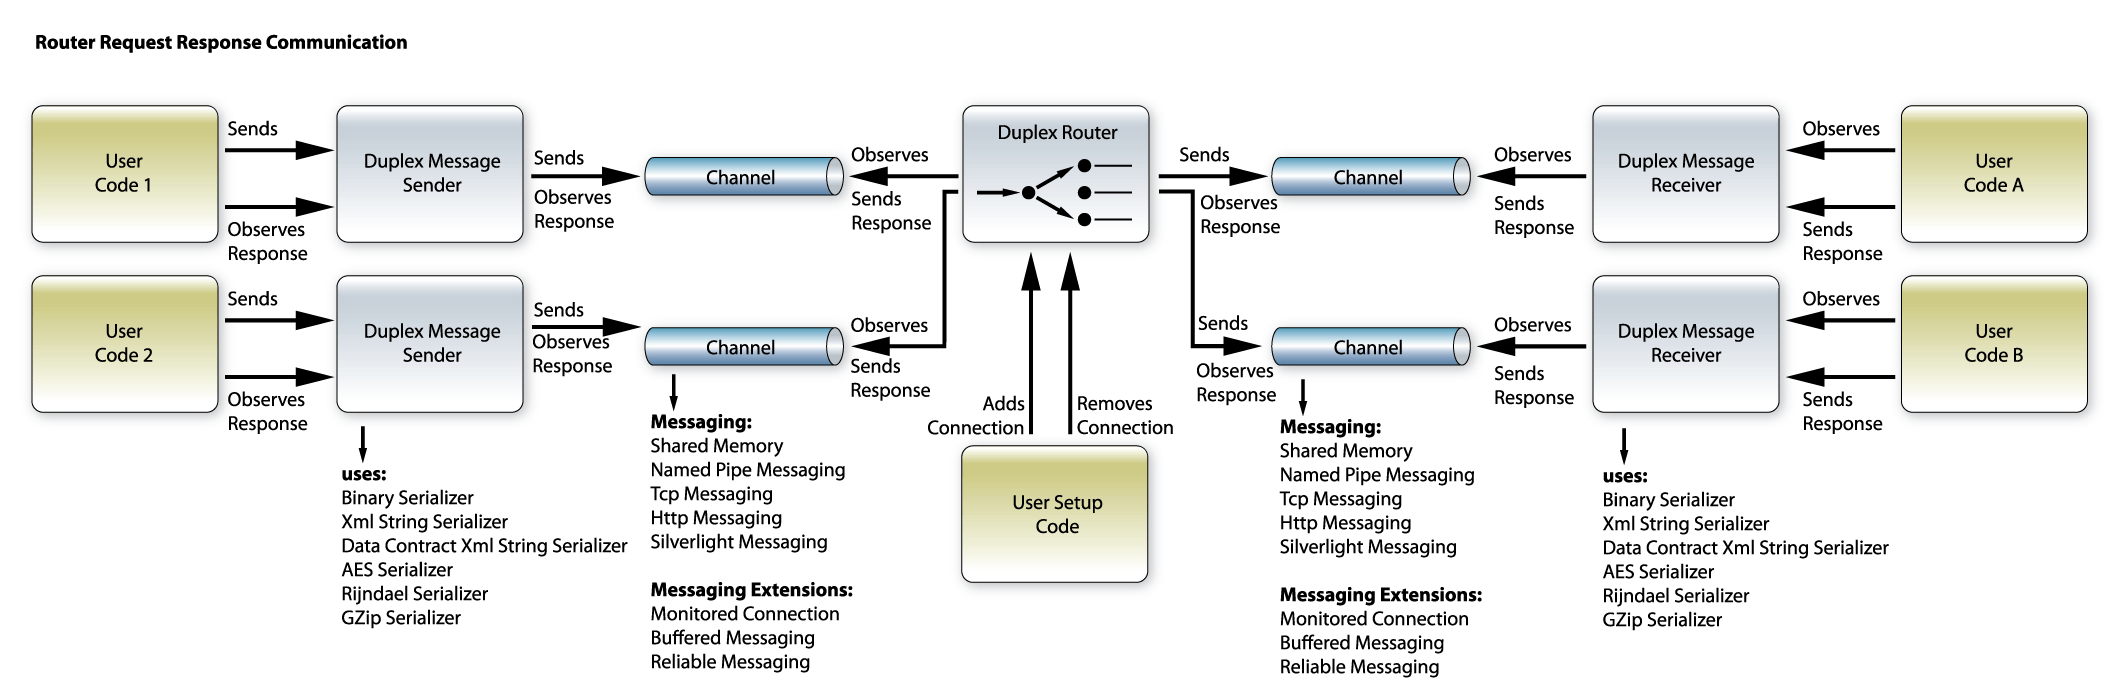 Router Request Response Communication
User
Code 1
Sends
Observes
Response
Duplex Message
Sender
Sends
Observes
Response
Channel
Observes
Sends
Response
Duplex Router
Sends
Observes
Response
Channel
Observes
Sends
Response
Duplex Message
Receiver
Observes
Sends
Response
User
Code A
User
Code 2
Sends
Observes
Response
Duplex Message
Sender
Sends
Observes
Response
Channel
Observes
Sends
Response
Sends
Observes
Response
Channel
Observes
Sends
Response
Duplex Message
Receiver
Observes
Sends
Response
User
Code B
uses:
Binary Serializer
Xml String Serializer
Data Contract Xml String Serializer
AES Serializer
Rijndael Serializer
GZip Serializer
Messaging:
Shared Memory
Named Pipe Messaging
Tcp Messaging
Http Messaging
Silverlight Messaging
Messaging Extensions:
Monitored Connection
Buffered Messaging
Reliable Messaging
Adds
Connection
Removes
Connection
User Setup
Code
Messaging:
Shared Memory
Named Pipe Messaging
Tcp Messaging
Http Messaging
Silverlight Messaging
Messaging Extensions:
Monitored Connection
Buffered Messaging
Reliable Messaging
uses:
Binary Serializer
Xml String Serializer
Data Contract Xml String Serializer
AES Serializer
Rijndael Serializer
GZip Serializer